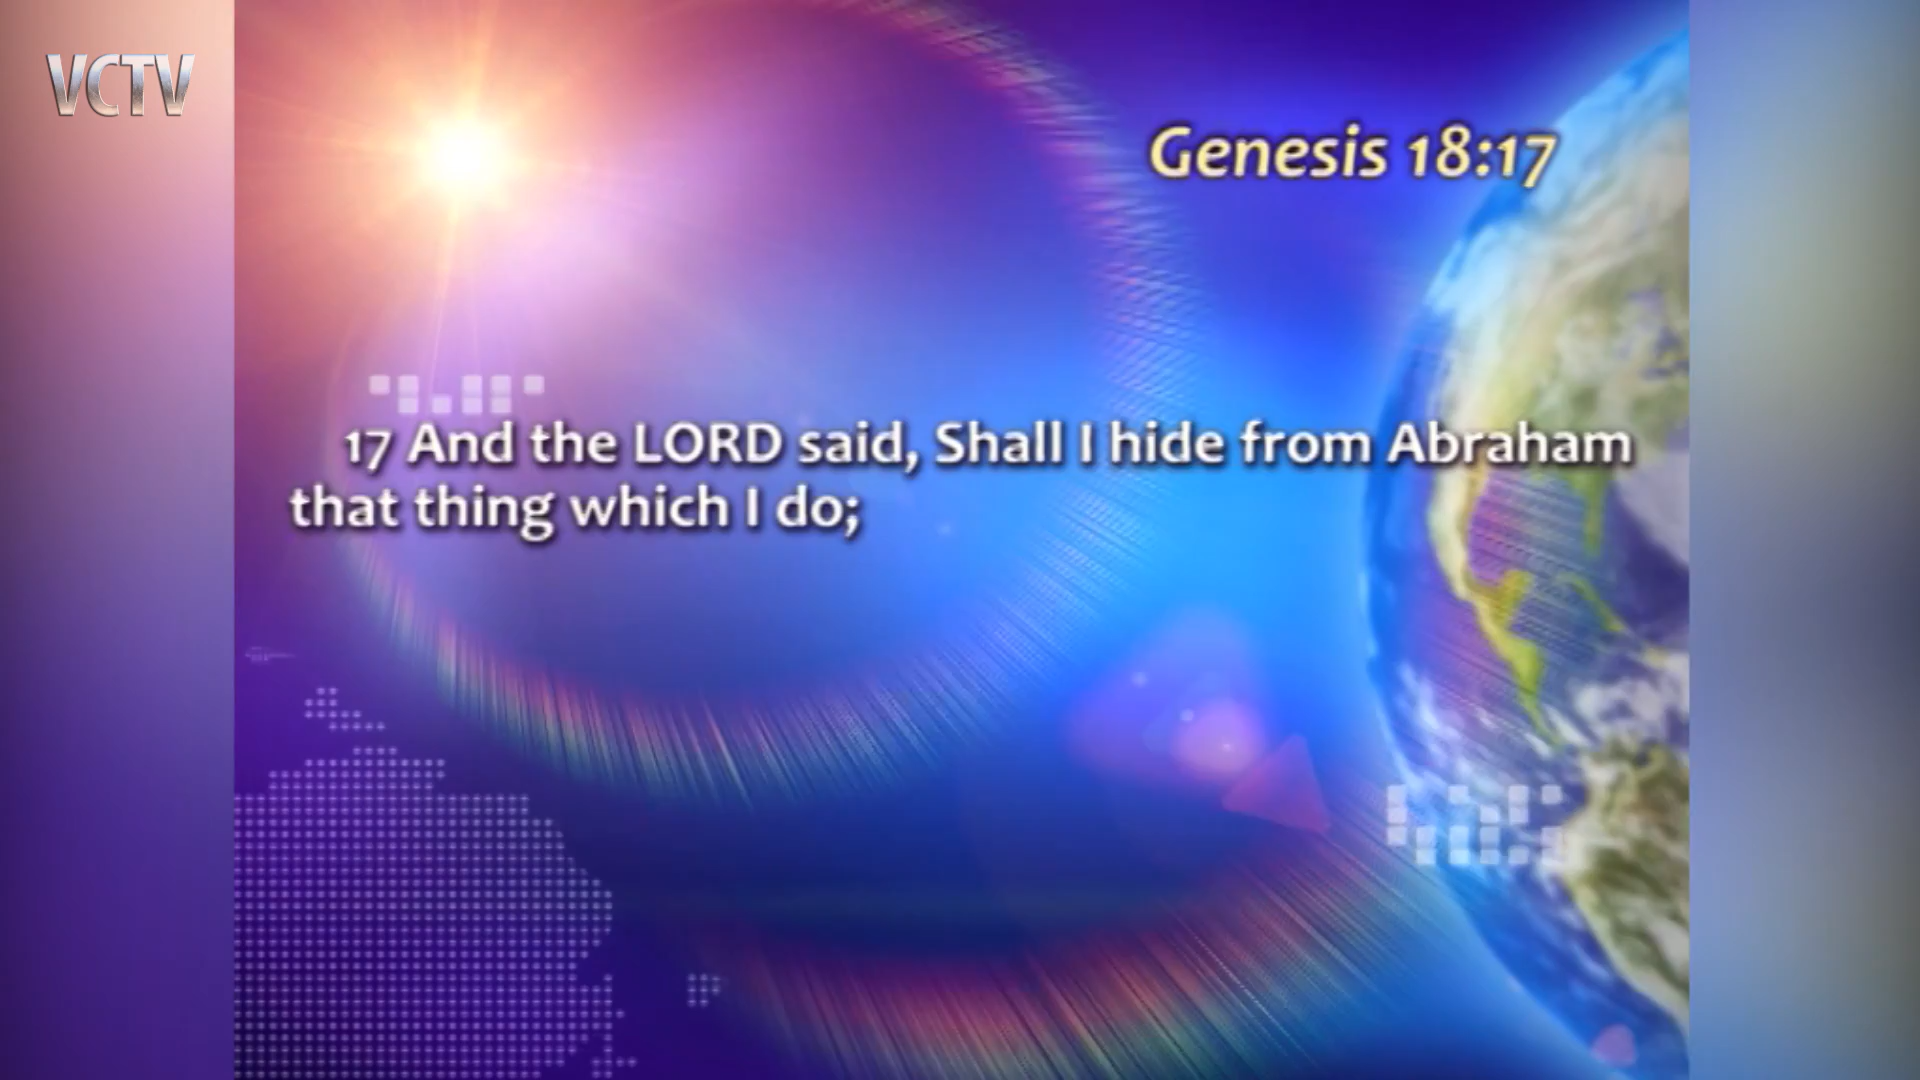 VCTV
Genesis 18:17
17 And the LORD said, Shall I hide from Abraham
that thing which I do;